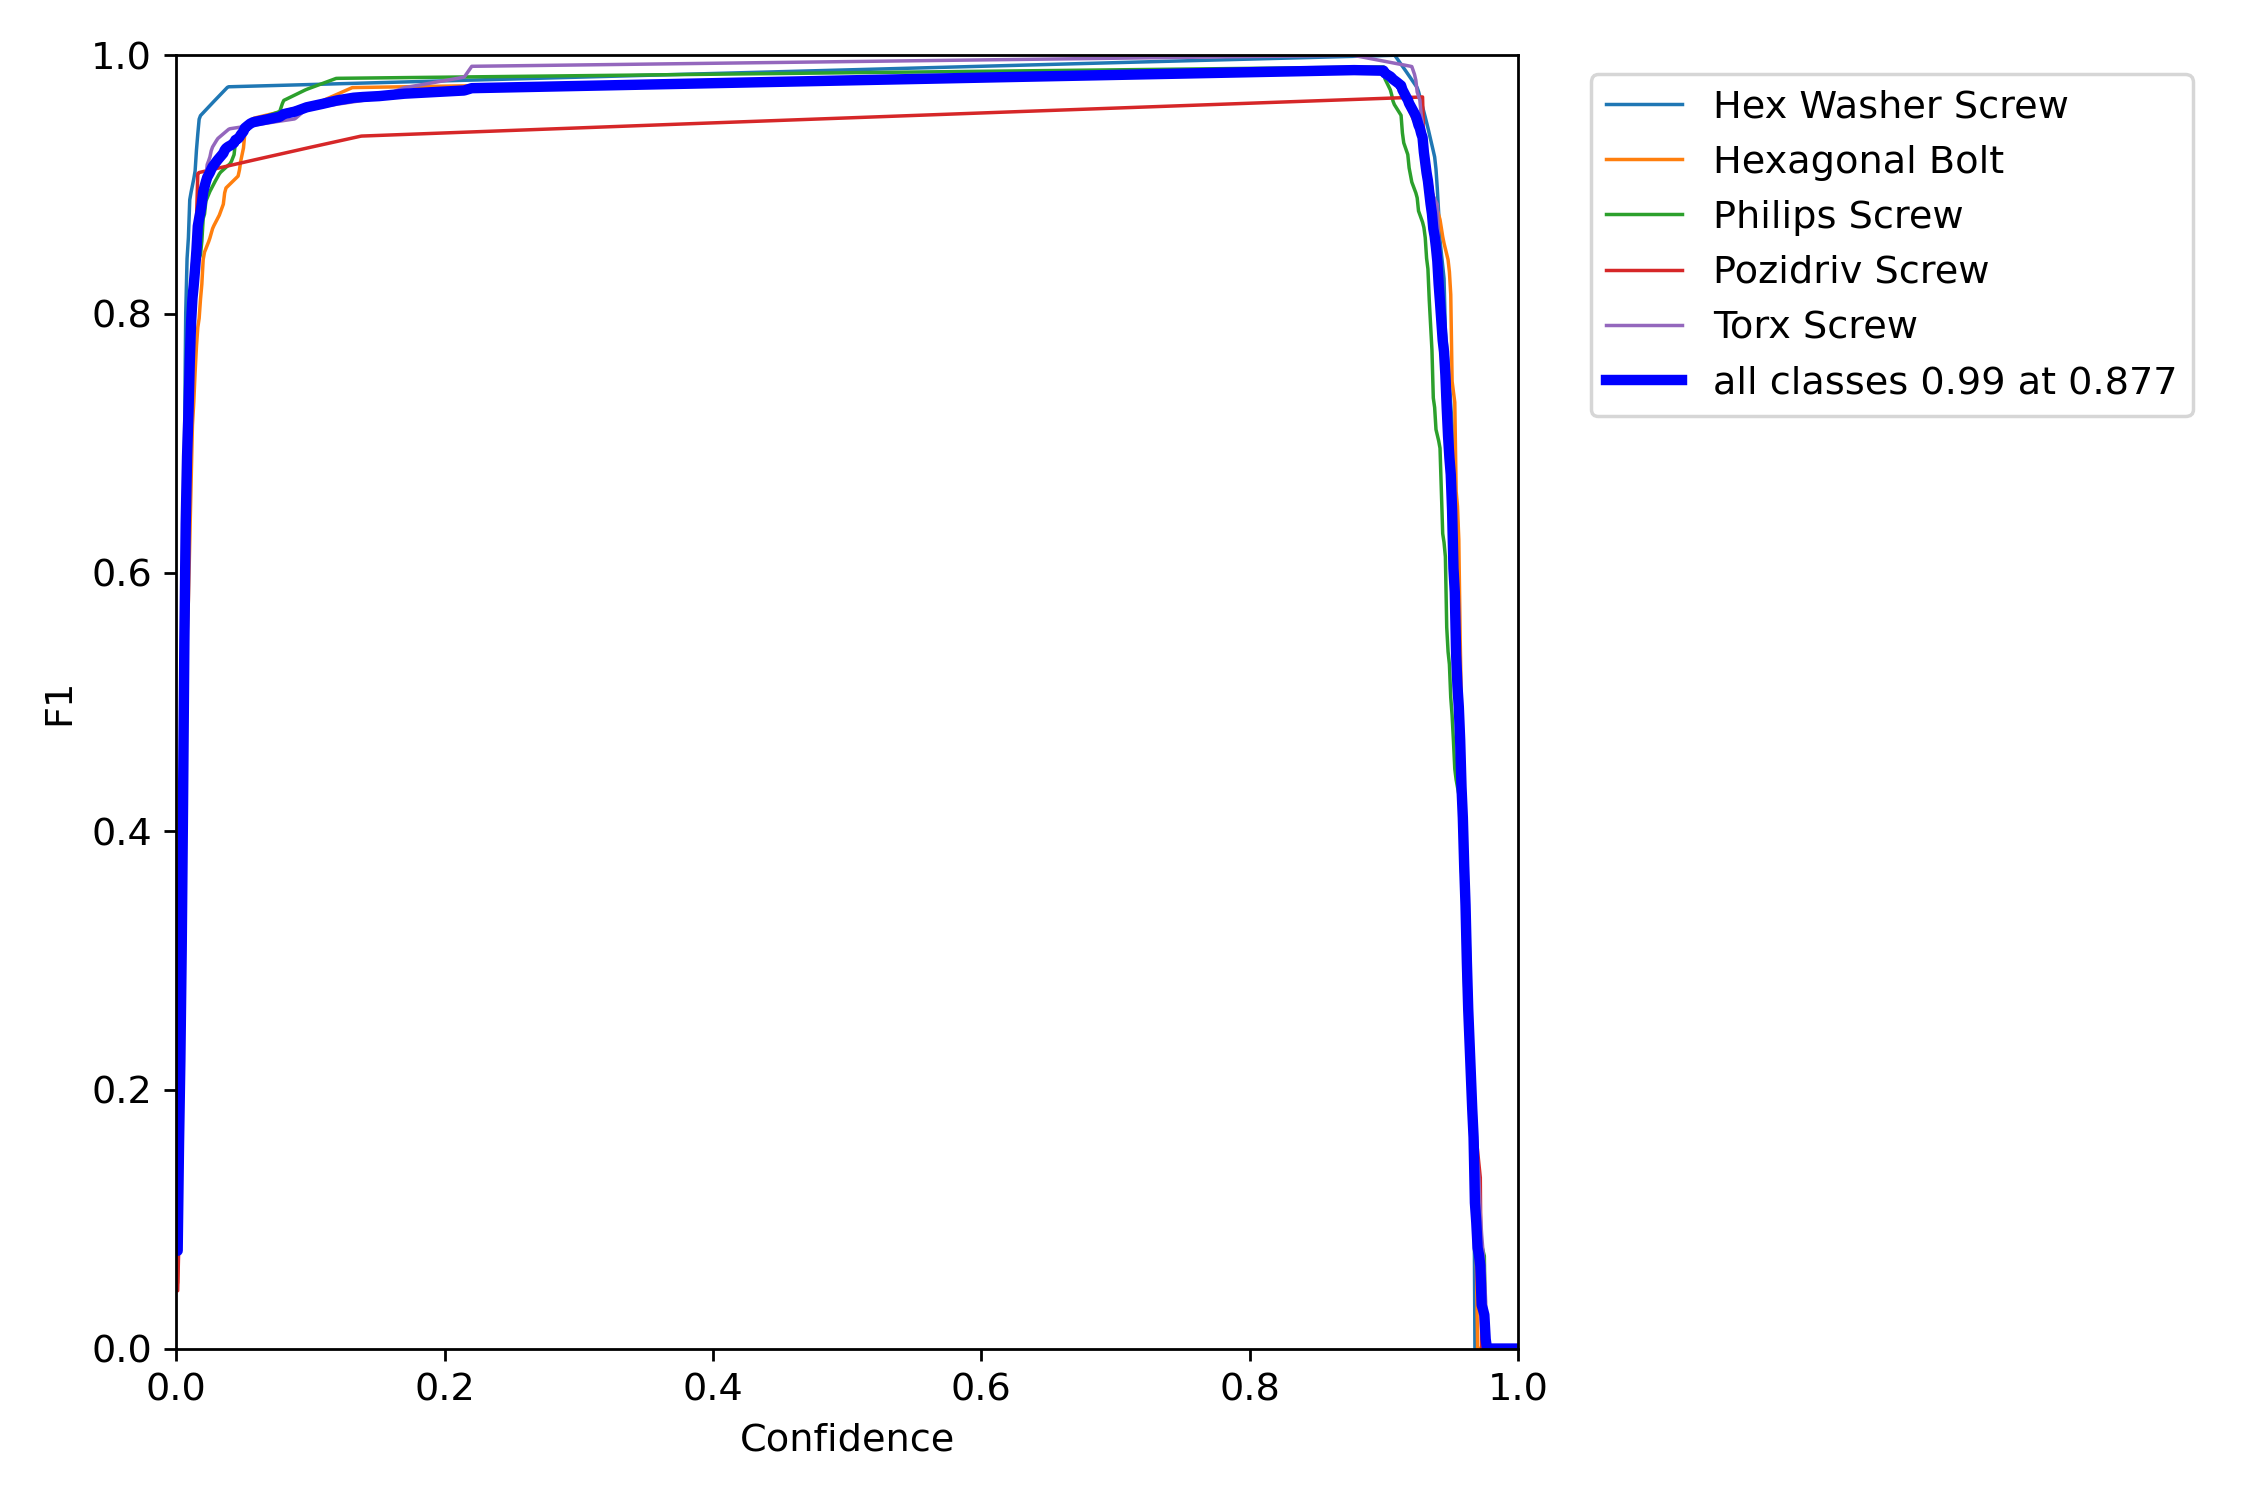 1.0
0.8
0.6
0.4
0.2
0.0
F1
0.0 0.2 0.4 0.6 0.8 1.0
Confidence
Hex Washer Screw
Hexagonal Bolt
Philips Screw
Pozidriv Screw
Torx Screw
all classes 0.99 at 0.877